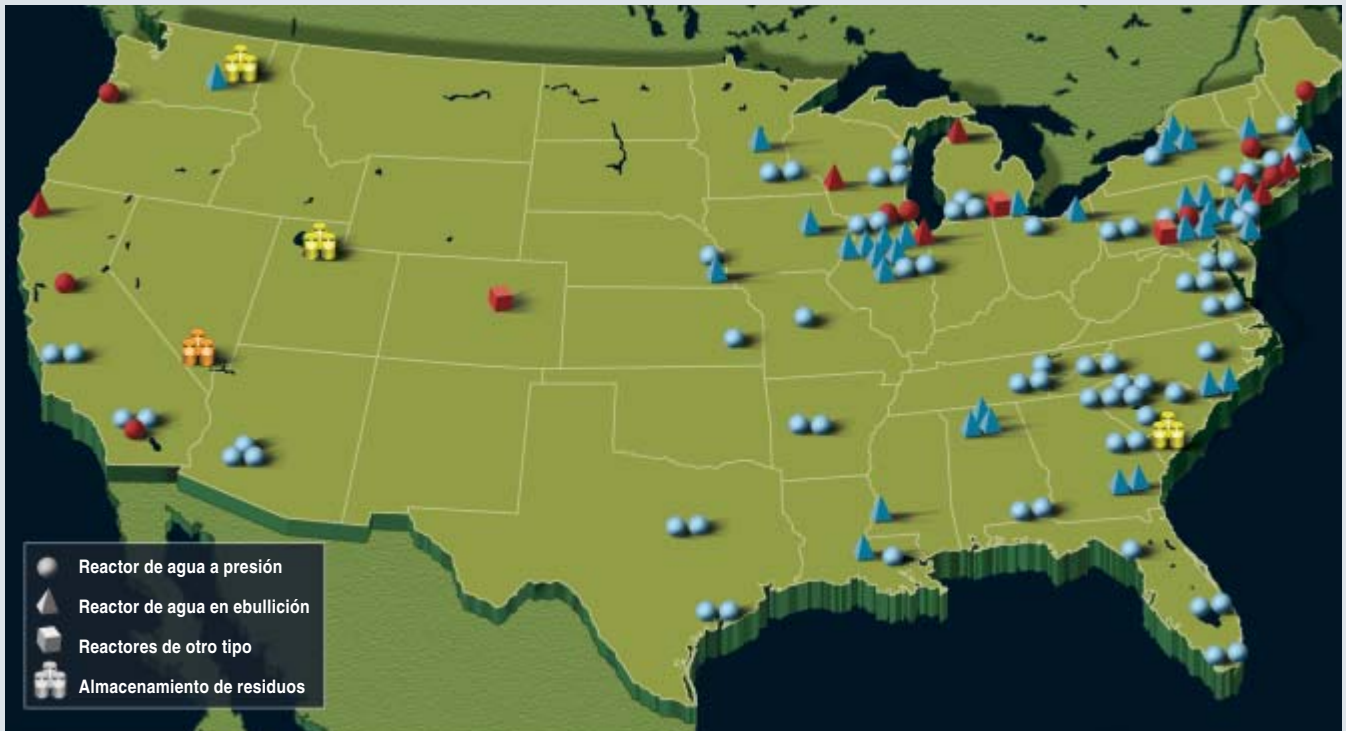 Reactor de agua a presión
Reactor de agua en ebullición
Reactores de otro tipo
Almacenamiento de residuos